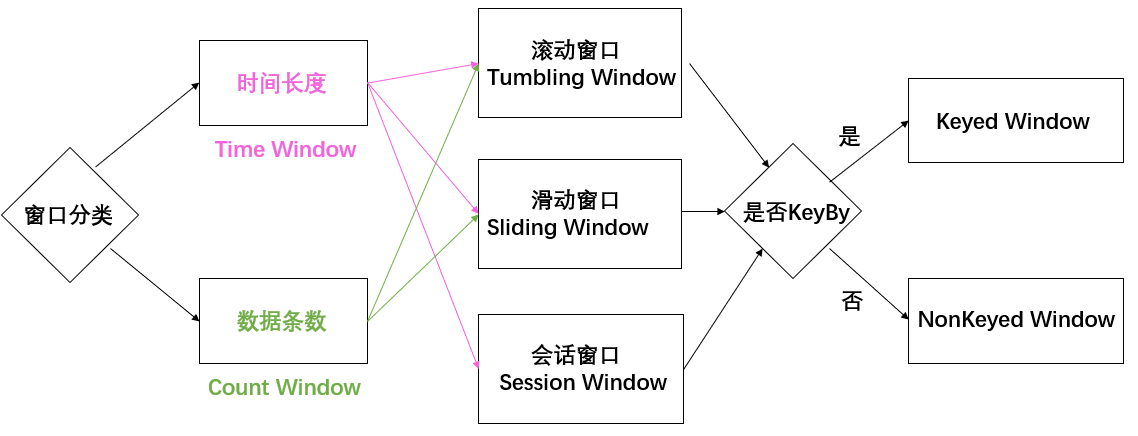 窗口分类
时间长度
Time Window
数据条数
Count Window
滚动窗口
Tumbling Window
滑动窗口
Sliding Window
会话窗口
Session Window
是否KeyBy
是
Keyed Window
否
NonKeyed Window